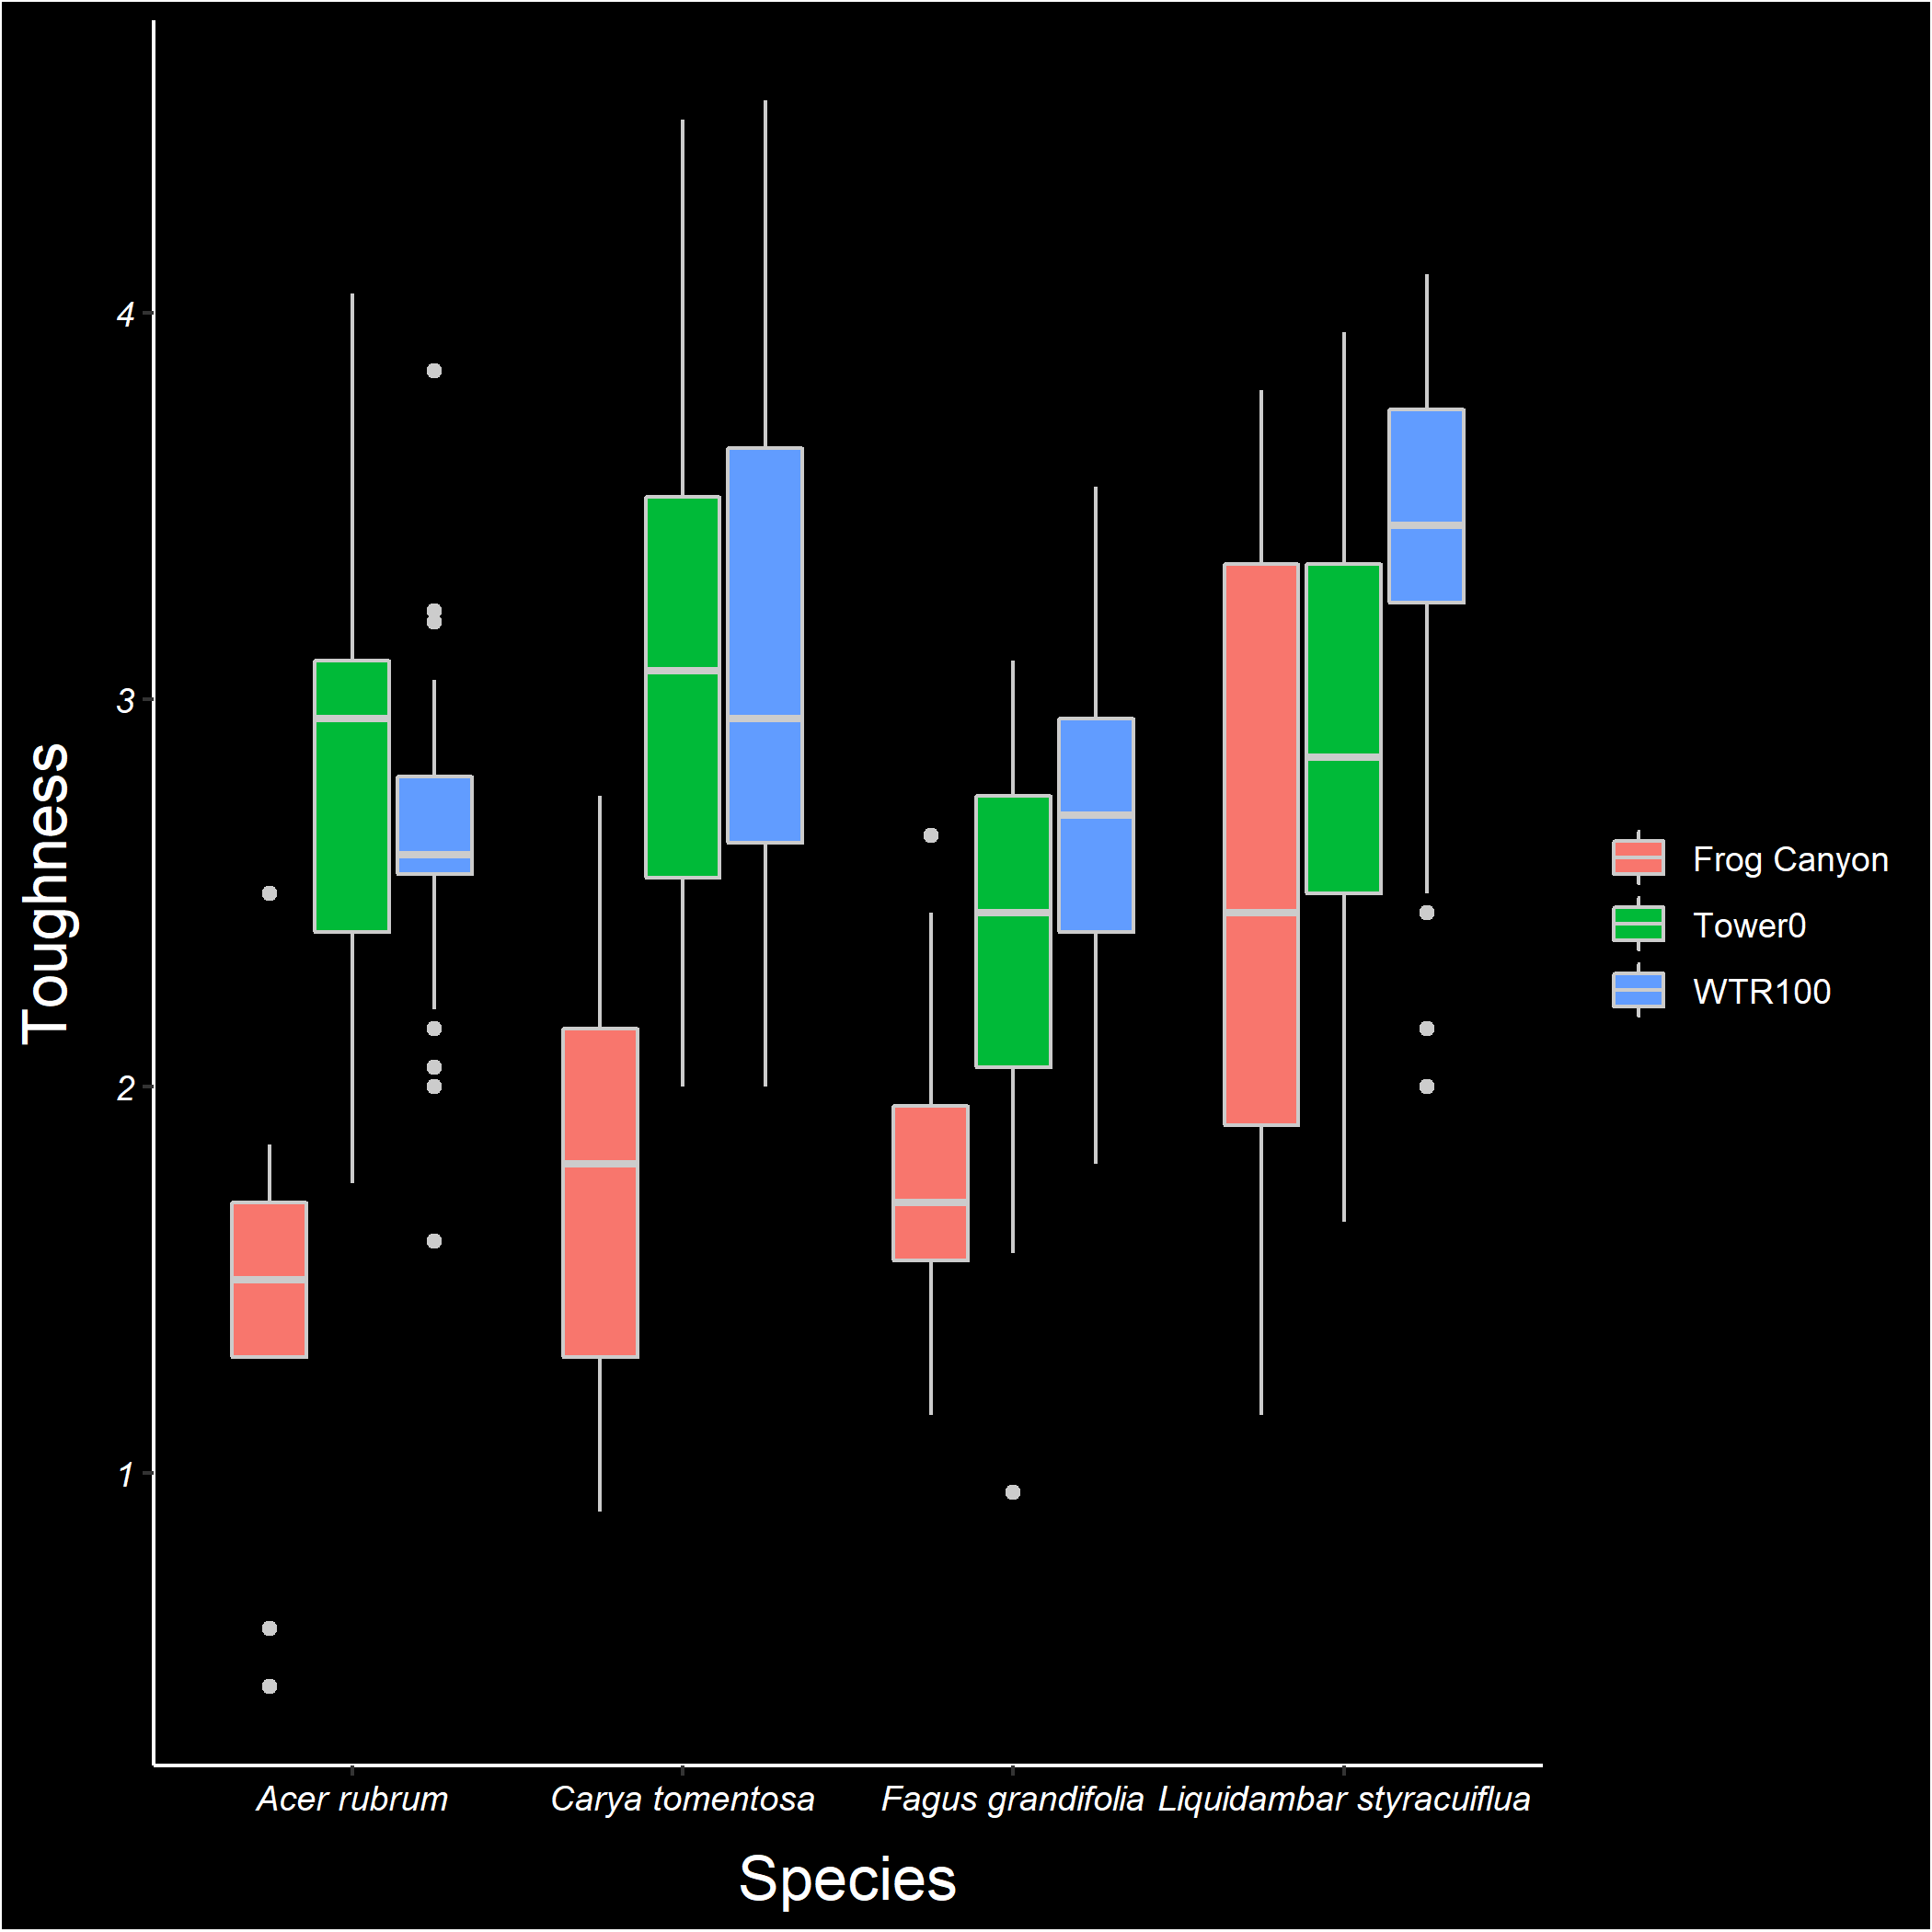 Toughness
4
3
2
1
Acer rubrum
Carya tomentosa
Fagus grandifolia
Liquidambar styracuiflua
Species
Frog Canyon
Tower0
WTR100